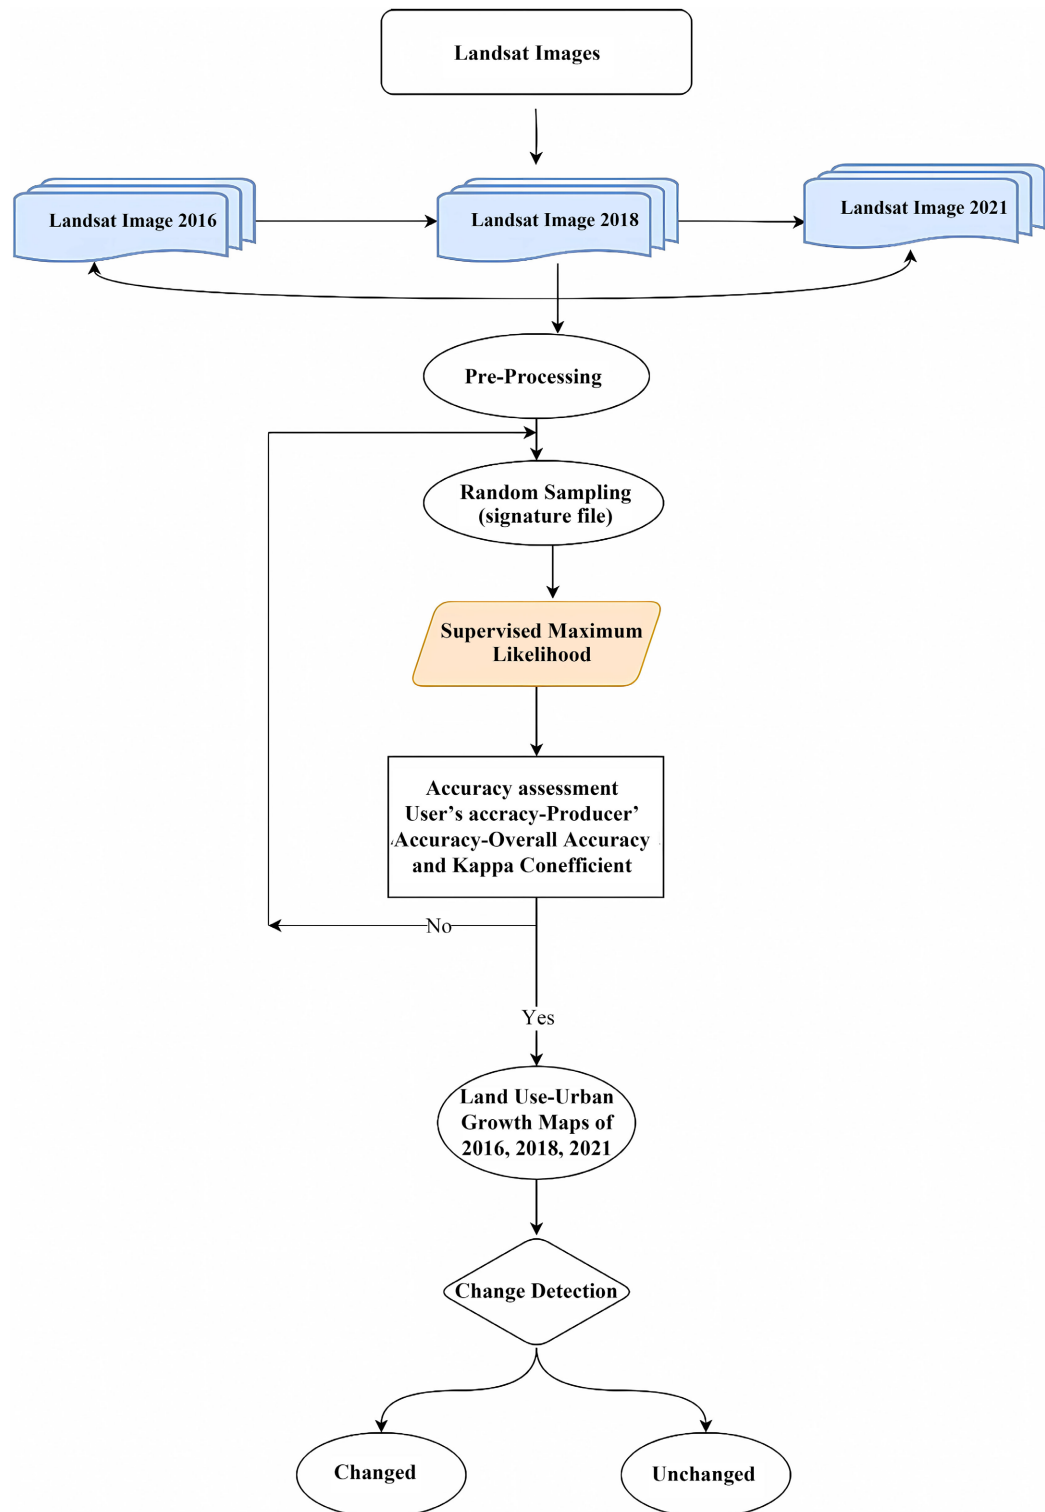 Landsat Images
Landsat Image 2016
Landsat Image 2018
Landsat Image 2021
Pre-Processing
Random Sampling
(signature file)
Supervised Maximum
Likelihood
Accuracy assessment
User’s accracy-Producer’
Accuracy-Overall Accuracy
and Kappa Conefficient
No
Yes
Land Use-Urban
Growth Maps of
2016, 2018, 2021
Change Detection
Changed
Unchanged